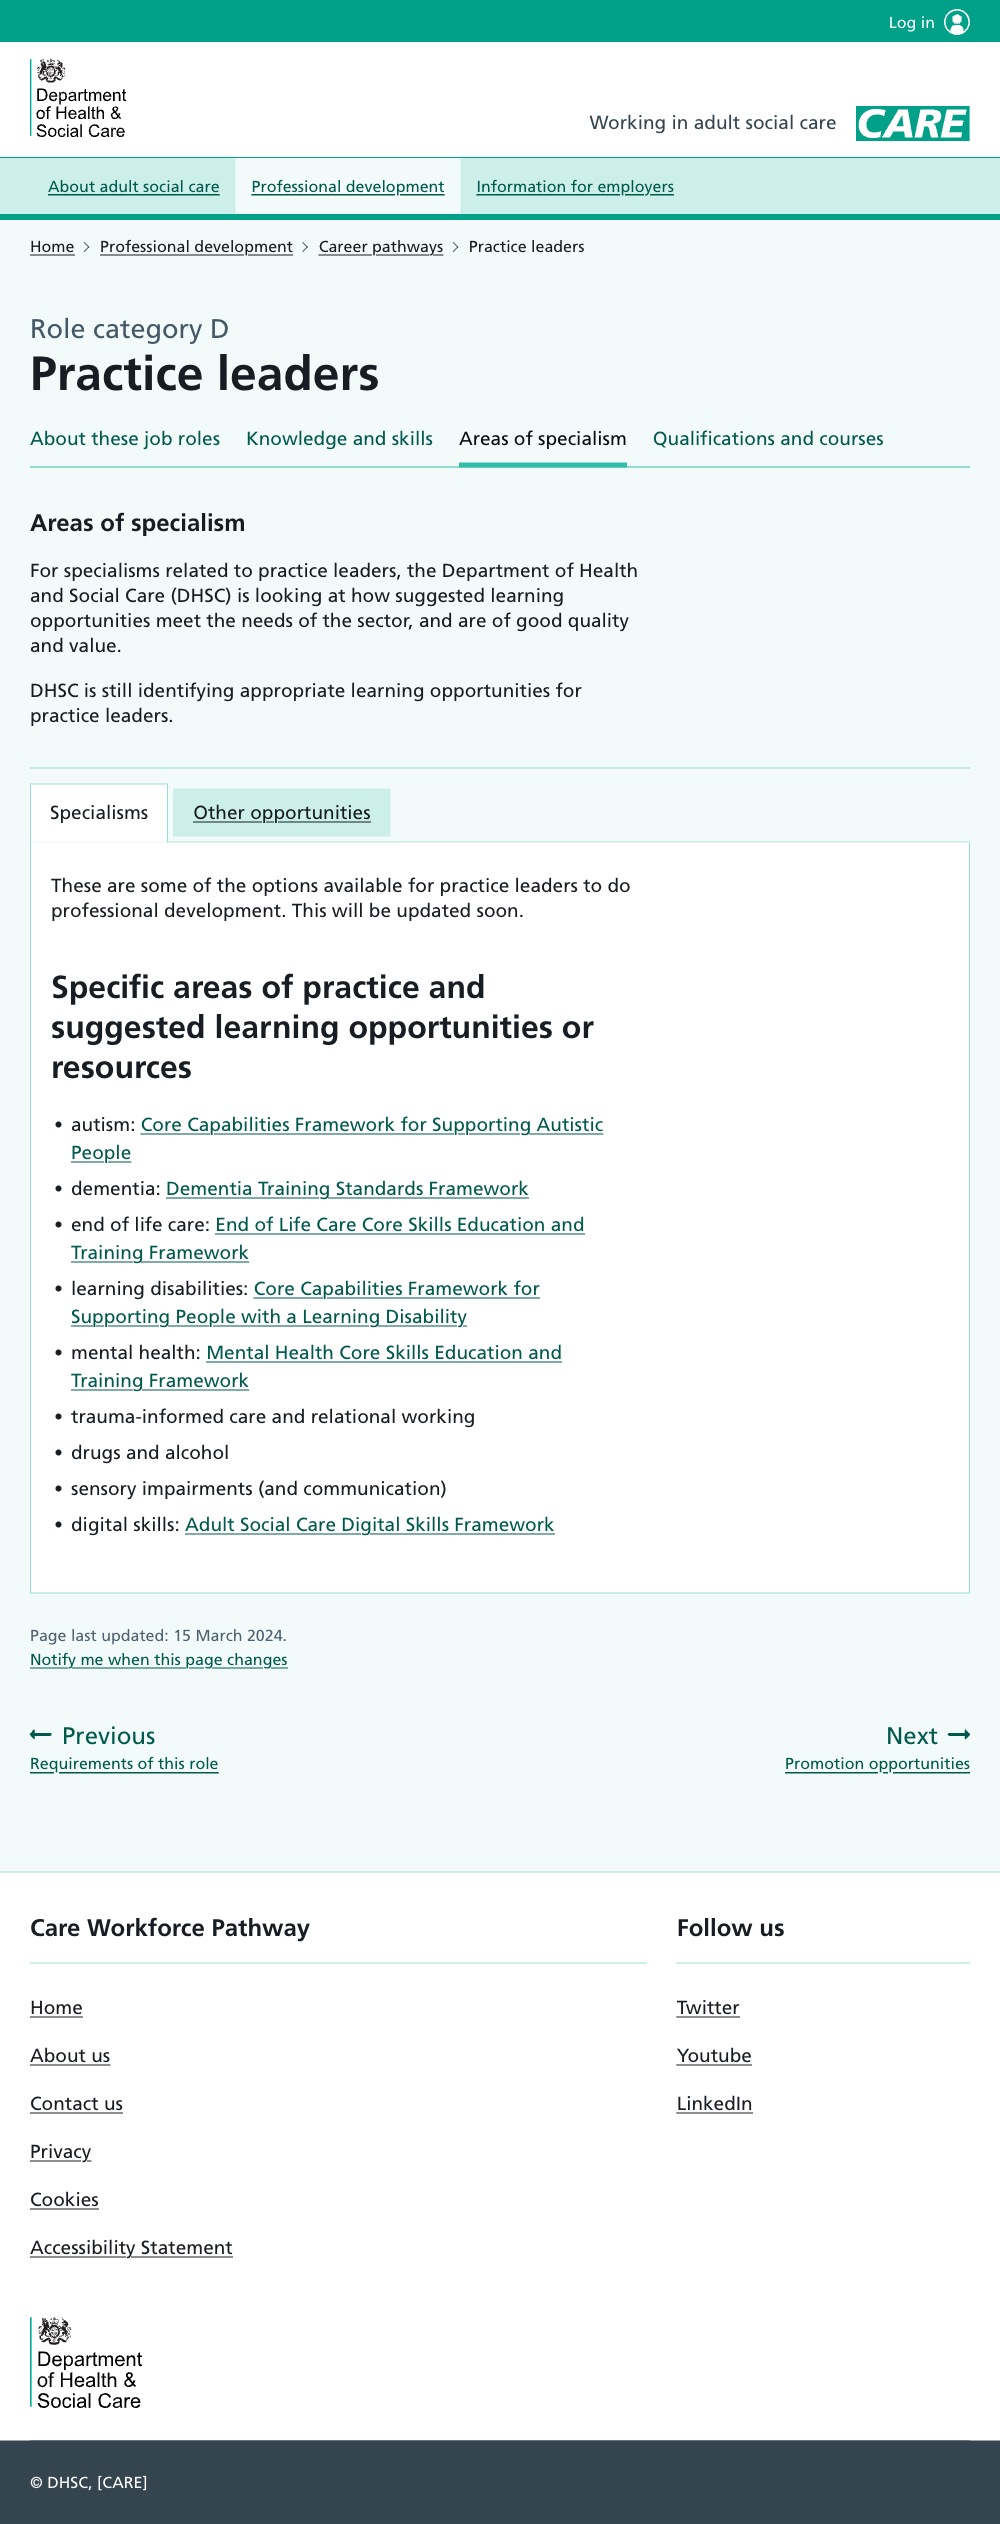 Log in
Department
of Health &
Social Care
Working in adult social care
CARE
About adult social care
Professional development
Information for employers
Home
Professional development
Career pathways
Practice leaders
Role category D
Practice leaders
About these job roles
Knowledge and skills
Areas of specialism
Qualifications and courses
Areas of specialism
For specialisms related to practice leaders, the Department of Health
and Social Care (DHSC) is looking at how suggested learning
opportunities meet the needs of the sector, and are of good quality
and value.
DHSC is still identifying appropriate learning opportunities for
practice leaders.
Specialisms
Other opportunities
These are some of the options available for practice leaders to do
professional development. This will be updated soon.
Specific areas of practice and
suggested learning opportunities or
resources
• autism: Core Capabilities Framework for Supporting Autistic
People
• dementia: Dementia Training Standards Framework
• end of life care: End of Life Care Core Skills Education and
Training Framework
• learning disabilities: Core Capabilities Framework for
Supporting People with a Learning Disability
• mental health: Mental Health Core Skills Education and
Training Framework
• trauma-informed care and relational working
• drugs and alcohol
• sensory impairments (and communication)
• digital skills: Adult Social Care Digital Skills Framework
Page last updated: 15 March 2024.
Notify me when this page changes
Previous
Requirements of this role
Next
Promotion opportunities
Care Workforce Pathway
Home
About us
Contact us
Privacy
Cookies
Accessibility Statement
Follow us
Twitter
Youtube
LinkedIn
Department
of Health &
Social Care
© DHSC, [CARE]